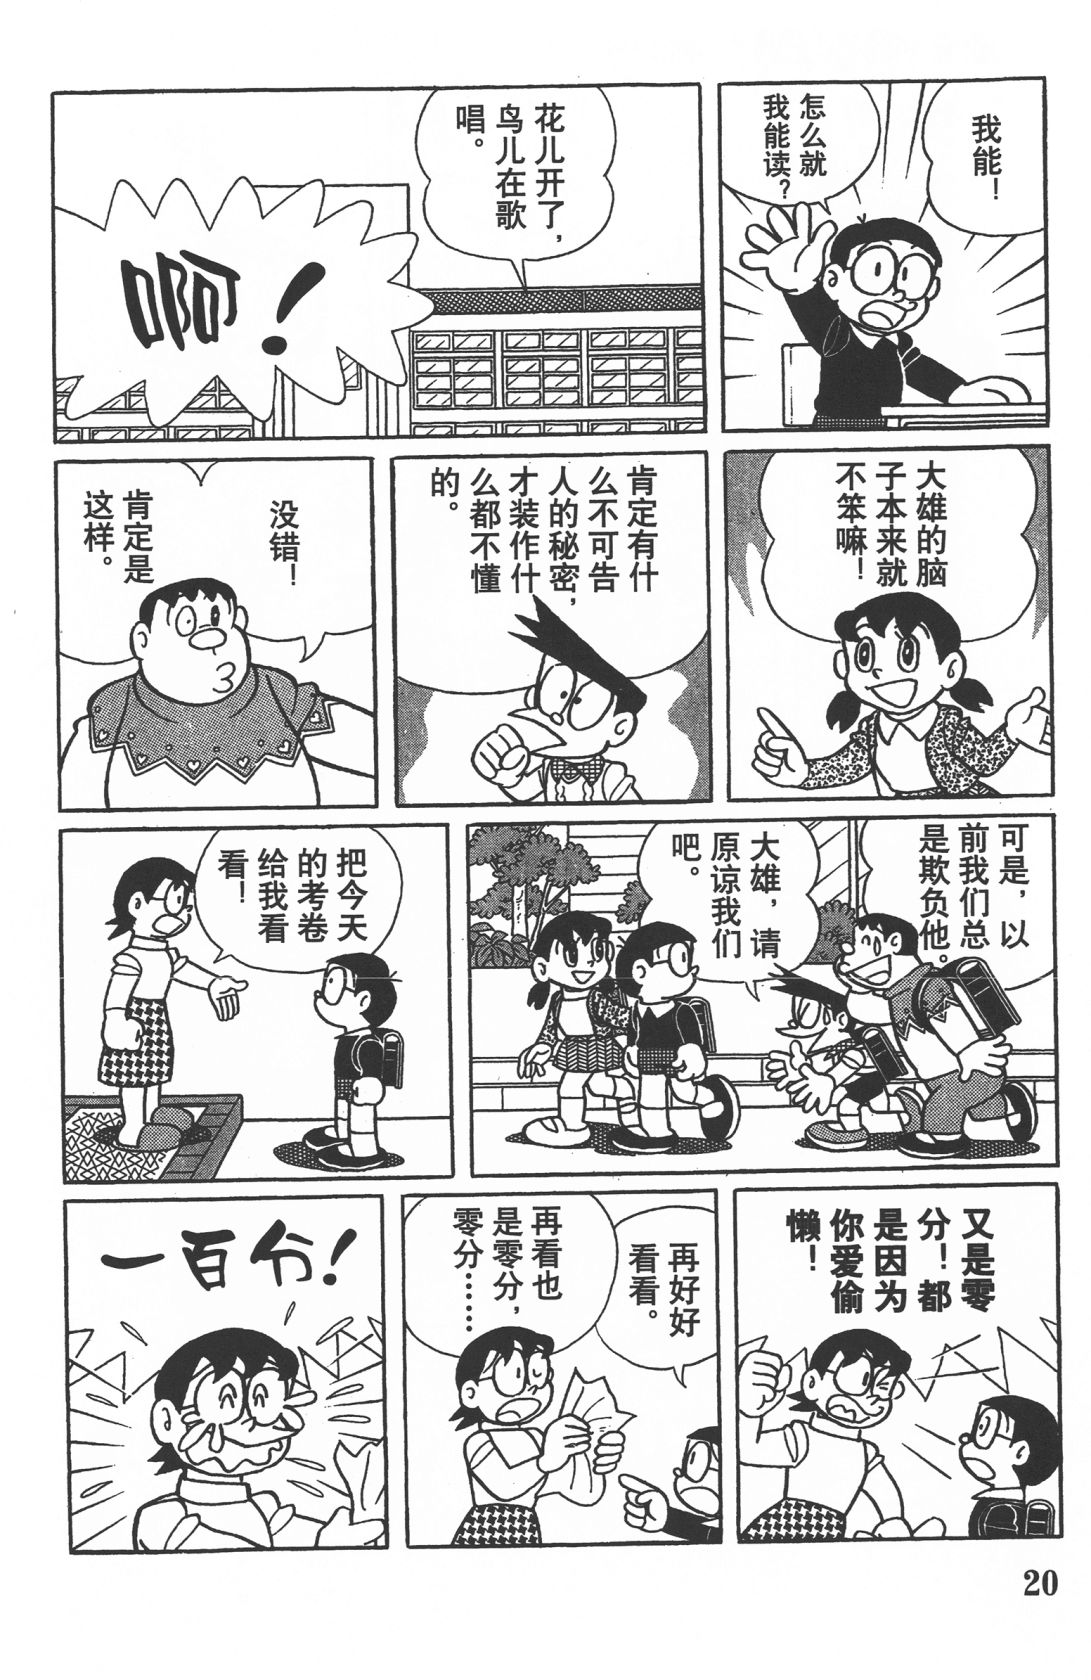 我能!
怎么就
我能读?
花儿开了,
鸟儿在歌
唱。
啊!
大雄的脑
子本来就
不笨嘛!
肯定有什
么不可告
人的秘密,
才装作什
么都不懂
的。
没错!
肯定是
这样。
可是,以
前我们总
是欺负他。
大雄,请
原谅我们
吧。
把今天
的考卷
给我看
看!
又是零
分!都
是因为
你爱偷
懒!
再好好
看看。
再看也
是零分,
零分……
一百分!
20